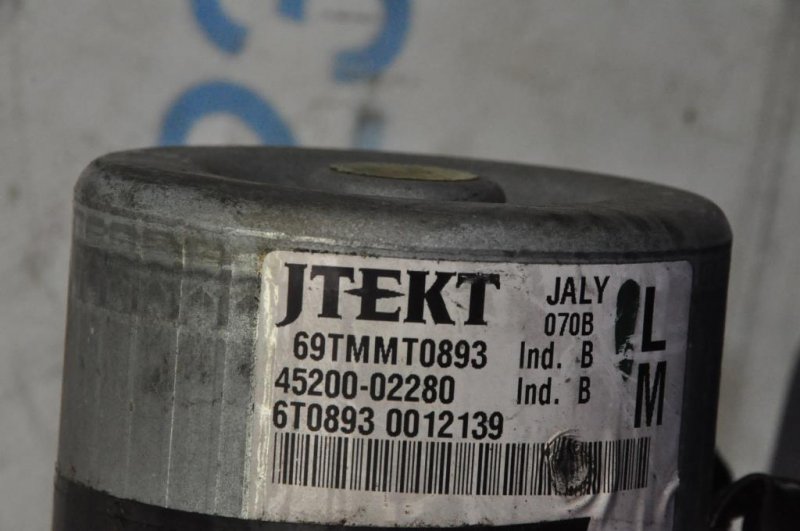 JTEKT JALY L
070B
69TMMT0893 Ind. B
45200-02280 Ind. B M
6T0893 0012139